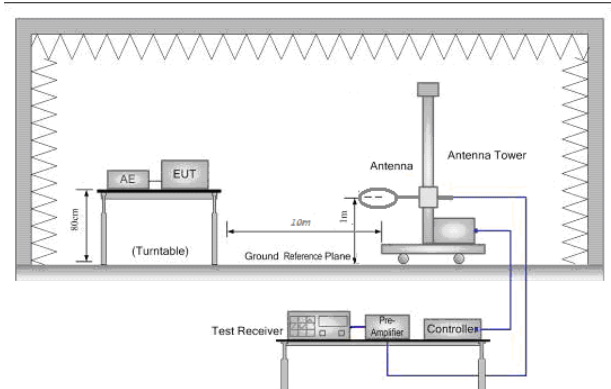 Antenna
Antenna Tower
AE
EUT
80cm
(Turntable)
10m
1m
Ground Reference Plane
Test Receiver
Pre-
Amplifier
Controller